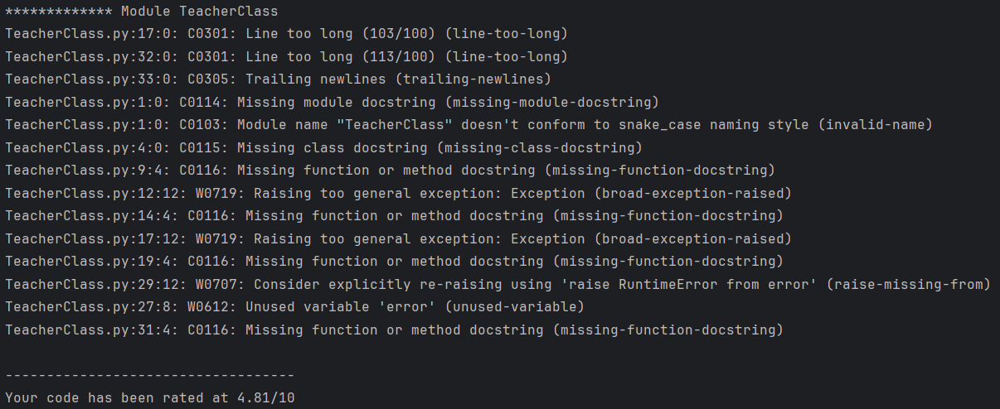 ************* Module TeacherClass
TeacherClass.py:17:0: C0301: Line too long (103/100) (line-too-long)
TeacherClass.py:32:0: C0301: Line too long (113/100) (line-too-long)
TeacherClass.py:33:0: C0305: Trailing newlines (trailing-newlines)
TeacherClass.py:1:0: C0114: Missing module docstring (missing-module-docstring)
TeacherClass.py:1:0: C0103: Module name "TeacherClass" doesn't conform to snake_case naming style (invalid-name)
TeacherClass.py:4:0: C0115: Missing class docstring (missing-class-docstring)
TeacherClass.py:9:4: C0116: Missing function or method docstring (missing-function-docstring)
TeacherClass.py:12:12: W0719: Raising too general exception: Exception (broad-exception-raised)
TeacherClass.py:14:4: C0116: Missing function or method docstring (missing-function-docstring)
TeacherClass.py:17:12: W0719: Raising too general exception: Exception (broad-exception-raised)
TeacherClass.py:19:4: C0116: Missing function or method docstring (missing-function-docstring)
TeacherClass.py:29:12: W0707: Consider explicitly re-raising using 'raise RuntimeError from error' (raise-missing-from)
TeacherClass.py:27:8: W0612: Unused variable 'error' (unused-variable)
TeacherClass.py:31:4: C0116: Missing function or method docstring (missing-function-docstring)
-----------------------------------
Your code has been rated at 4.81/10